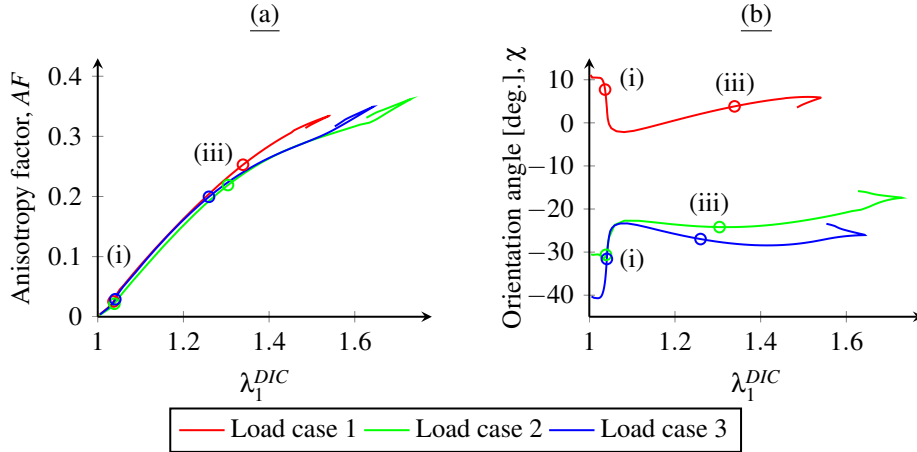 (a)
(b)
Anisotropy factor, AF
0.4
0.3
0.2
0.1
0
(iii)
(i)
1
1.2
1.4
1.6
λ₁^DIC
Orientation angle [deg.], χ
10
0
−10
−20
−30
−40
(i)
(iii)
(iii)
(i)
1
1.2
1.4
1.6
λ₁^DIC
Load case 1
Load case 2
Load case 3